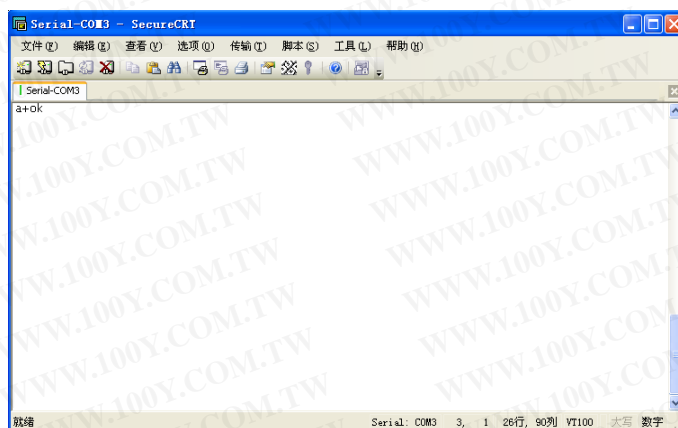 Serial-COM3 - SecureCRT
文件(F) 编辑(E) 查看(V) 选项(O) 传输(T) 脚本(S) 工具(L) 帮助(H)
Serial-COM3
a+ok
WWW.100Y.COM.TW
就绪 Serial: COM3 3, 1 26行, 90列 VT100 大写 数字